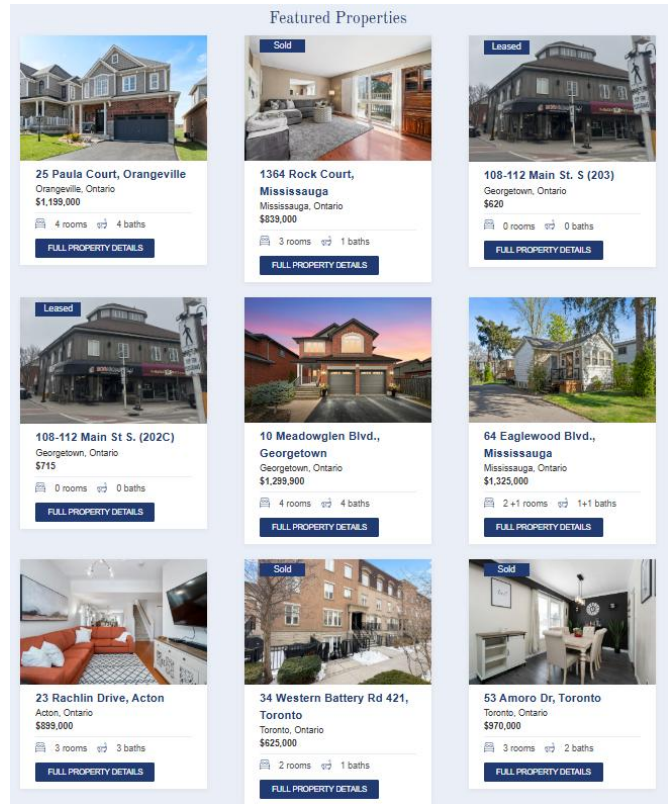 Featured Properties
25 Paula Court, Orangeville
Orangeville, Ontario
$1,199,000
4 rooms 4 baths
FULL PROPERTY DETAILS
Sold
1364 Rock Court,
Mississauga
Mississauga, Ontario
$839,000
3 rooms 1 baths
FULL PROPERTY DETAILS
Leased
108-112 Main St. S (203)
Georgetown, Ontario
$620
0 rooms 0 baths
FULL PROPERTY DETAILS
Leased
108-112 Main St S. (202C)
Georgetown, Ontario
$715
0 rooms 0 baths
FULL PROPERTY DETAILS
10 Meadowglen Blvd.,
Georgetown
Georgetown, Ontario
$1,299,900
4 rooms 4 baths
FULL PROPERTY DETAILS
64 Eaglewood Blvd.,
Mississauga
Mississauga, Ontario
$1,325,000
2 +1 rooms 1+1 baths
FULL PROPERTY DETAILS
23 Rachlin Drive, Acton
Acton, Ontario
$899,000
3 rooms 3 baths
FULL PROPERTY DETAILS
Sold
34 Western Battery Rd 421,
Toronto
Toronto, Ontario
$625,000
2 rooms 1 baths
FULL PROPERTY DETAILS
Sold
53 Amoro Dr, Toronto
Toronto, Ontario
$970,000
3 rooms 2 baths
FULL PROPERTY DETAILS